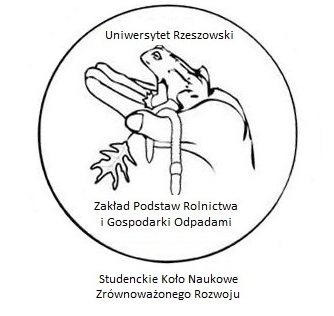 Uniwersytet Rzeszowski
Zakład Podstaw Rolnictwa
i Gospodarki Odpadami
Studenckie Koło Naukowe
Zrównoważonego Rozwoju